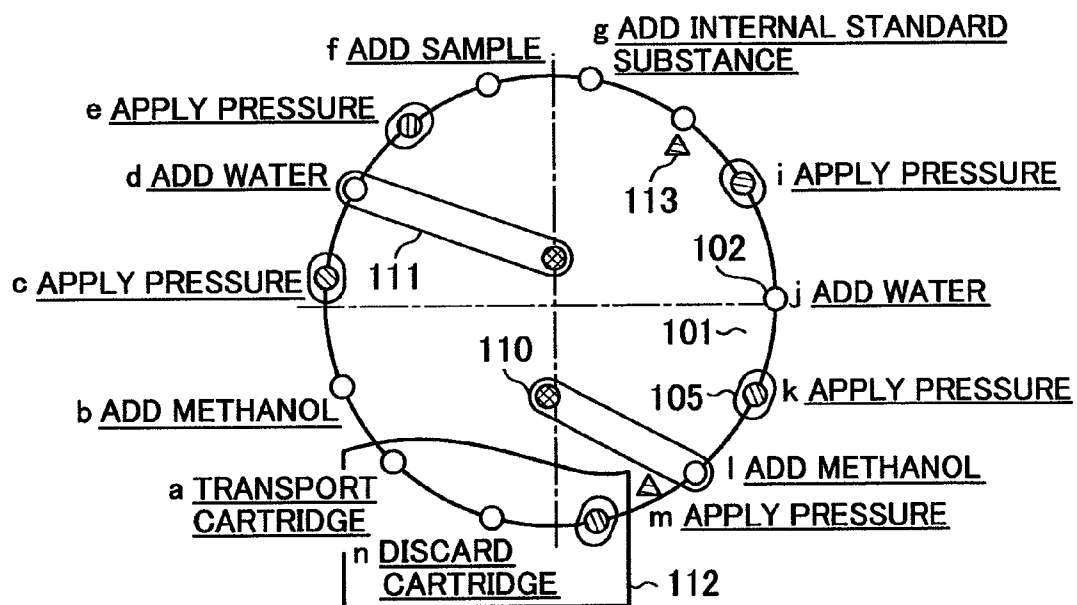 g ADD INTERNAL STANDARD
SUBSTANCE
f ADD SAMPLE
e APPLY PRESSURE
d ADD WATER
113
i APPLY PRESSURE
111
102
c APPLY PRESSURE
j ADD WATER
101
110
105
k APPLY PRESSURE
b ADD METHANOL
l ADD METHANOL
a TRANSPORT
CARTRIDGE
m APPLY PRESSURE
n DISCARD
CARTRIDGE
112